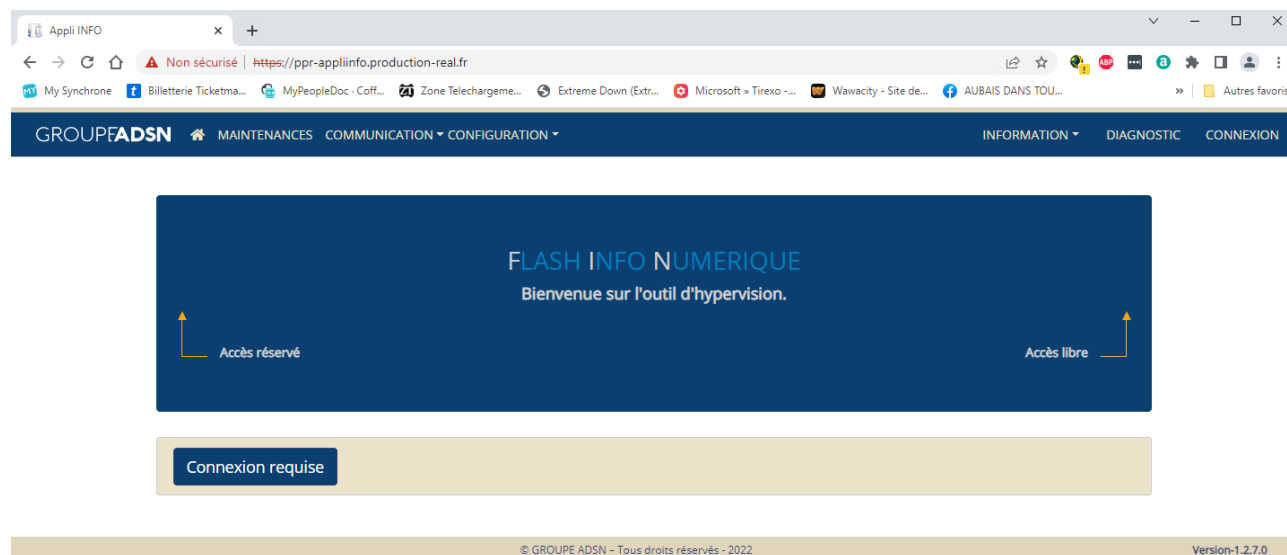 Appli INFO
Non sécurisé https://ppr-appliinfo.production-real.fr
My Synchrone Billetterie Ticketma... MyPeopleDoc · Coff... Zone Telechargeme... Extreme Down (Extr... Microsoft » Tirexo -... Wawacity - Site de... AUBAIS DANS TOU... » Autres favoris
GROUPEADSN MAINTENANCES COMMUNICATION CONFIGURATION INFORMATION DIAGNOSTIC CONNEXION
FLASH INFO NUMERIQUE
Bienvenue sur l'outil d'hypervision.
Accès réservé Accès libre
Connexion requise
© GROUPE ADSN – Tous droits réservés - 2022 Version-1.2.7.0